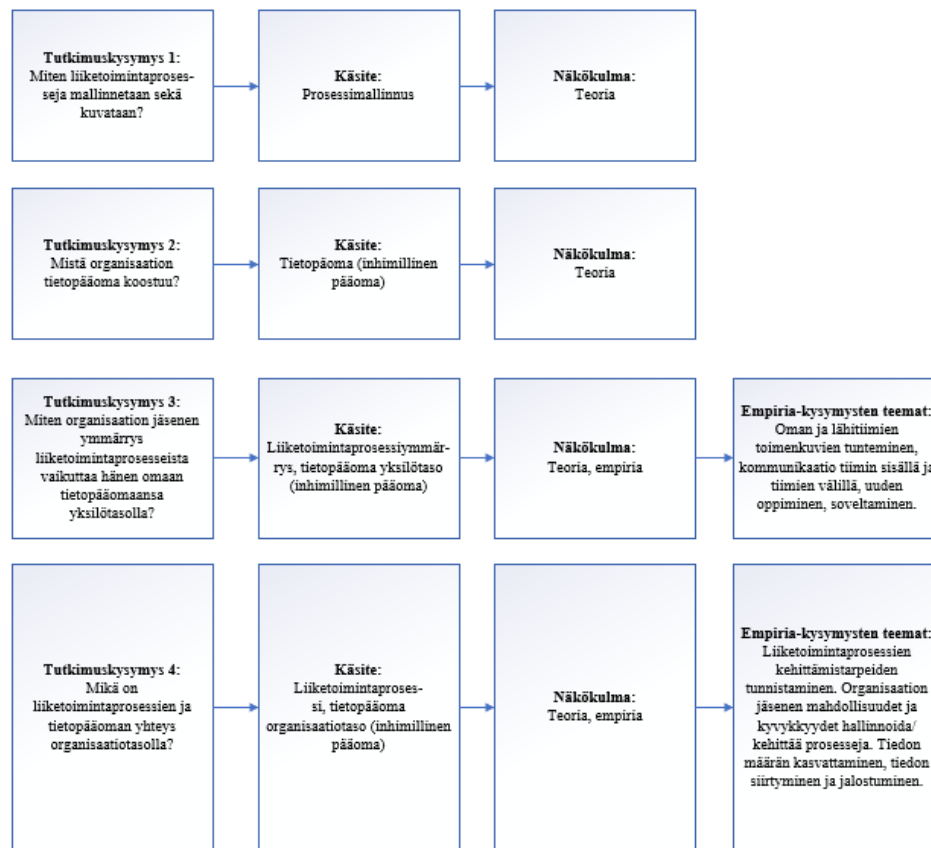 Tutkimuskysymys 1:
Miten liiketoimintaproses-
seja mallinnetaan sekä
kuvataan?
Käsite:
Prosessimallinnus
Näkökulma:
Teoria
Tutkimuskysymys 2:
Mistä organisaation
tietopääoma koostuu?
Käsite:
Tietopäoma (inhimillinen
pääoma)
Näkökulma:
Teoria
Tutkimuskysymys 3:
Miten organisaation jäsenen
ymmärrys
liiketoimintaprosesseista
vaikuttaa hänen omaan
tietopääomaansa
yksilötasolla?
Käsite:
Liiketoimintaprosessiymmär-
rys, tietopääoma yksilötaso
(inhimillinen pääoma)
Näkökulma:
Teoria, empiria
Empiria-kysymysten teemat:
Oman ja lähitiimien
toimenkuvien tunteminen,
kommunikaatio tiimin sisällä ja
tiimien välillä, uuden
oppiminen, soveltaminen.
Tutkimuskysymys 4:
Mikä on
liiketoimintaprosessien ja
tietopääoman yhteys
organisaatiotasolla?
Käsite:
Liiketoimintaproses-
si, tietopääoma
organisaatiotaso (inhimillinen
pääoma)
Näkökulma:
Teoria, empiria
Empiria-kysymysten teemat:
Liiketoimintaprosessien
kehittämistarpeiden
tunnistaminen. Organisaation
jäsenen mahdollisuudet ja
kyvykkyydet hallinnoida/
kehittää prosesseja. Tiedon
määrän kasvattaminen, tiedon
siirtyminen ja jalostuminen.